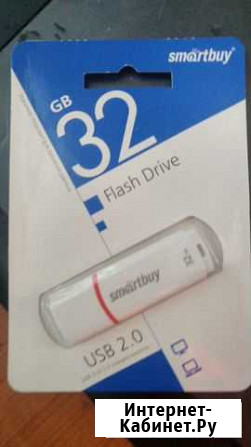 smartbuy
GB
32
Flash Drive
smartbuy
32
USB 2.0
Интернет-
Кабинет.Ру